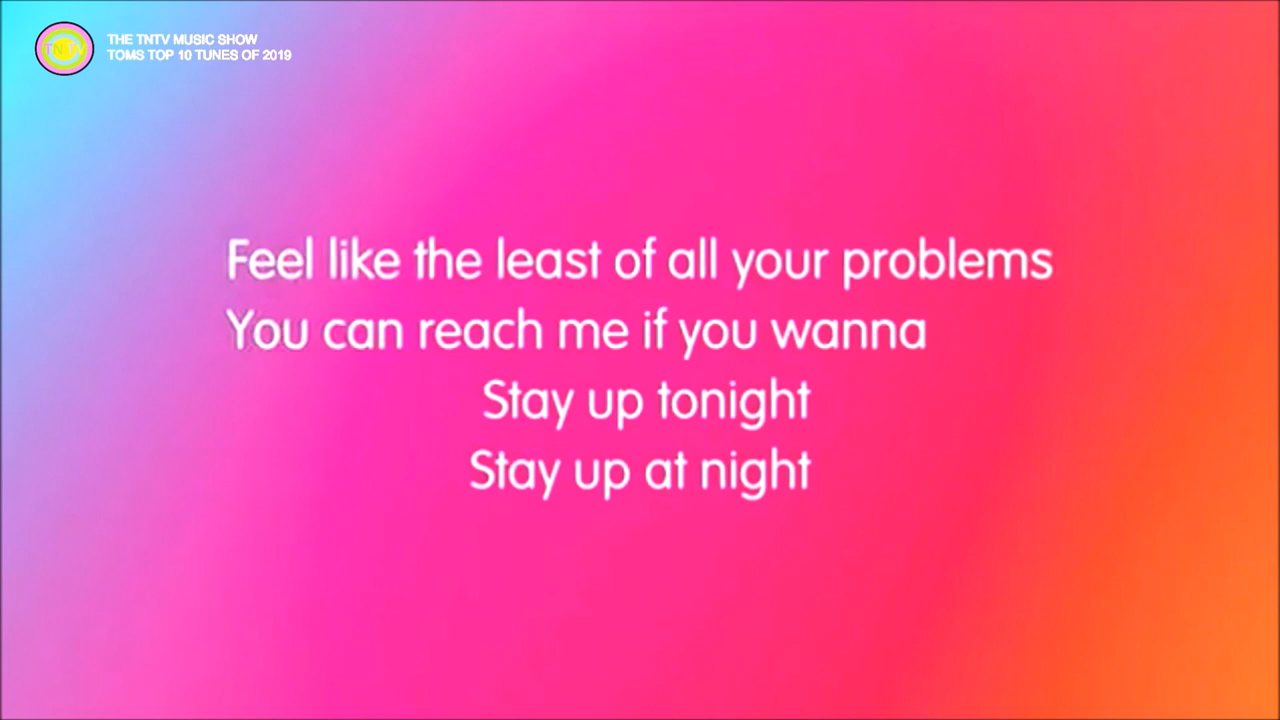 TNTV
THE TNTV MUSIC SHOW
TOMS TOP 10 TUNES OF 2019
Feel like the least of all your problems
You can reach me if you wanna
Stay up tonight
Stay up at night